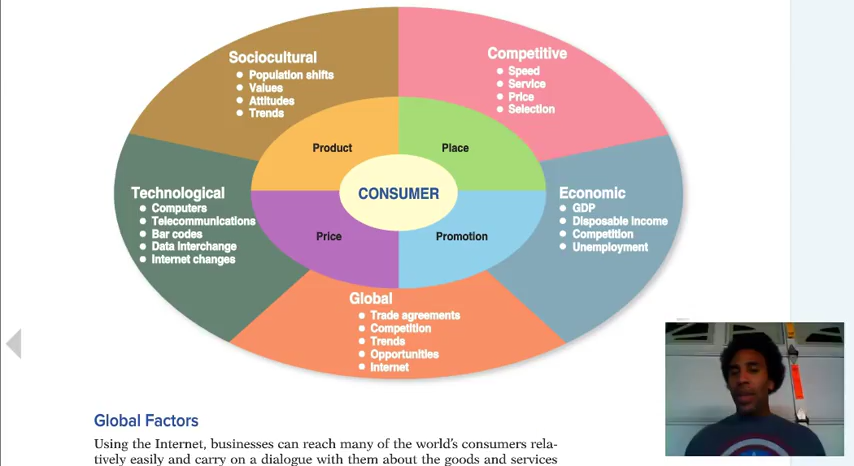 Sociocultural
• Population shifts
• Values
• Attitudes
• Trends
Competitive
• Speed
• Service
• Price
• Selection
Product
Place
CONSUMER
Price
Promotion
Technological
• Computers
• Telecommunications
• Bar codes
• Data interchange
• Internet changes
Economic
• GDP
• Disposable income
• Competition
• Unemployment
Global
• Trade agreements
• Competition
• Trends
• Opportunities
• Internet
Global Factors
Using the Internet, businesses can reach many of the world's consumers rela-
tively easily and carry on a dialogue with them about the goods and services